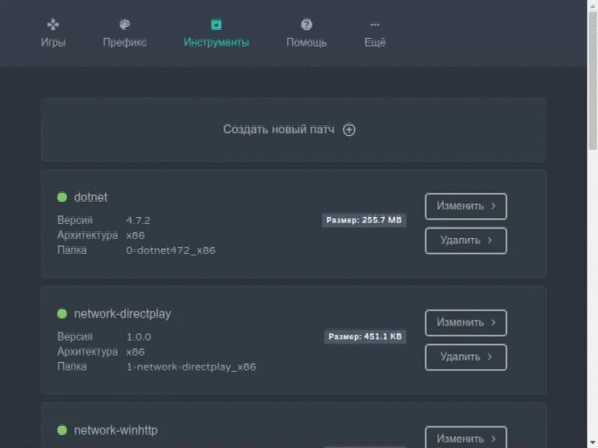 Игры Префикс Инструменты Помощь Ещё
Создать новый патч
dotnet
Версия 4.7.2
Архитектура x86
Папка 0-dotnet472_x86
Размер: 255.7 MB
Изменить
Удалить
network-directplay
Версия 1.0.0
Архитектура x86
Папка 1-network-directplay_x86
Размер: 451.1 KB
Изменить
Удалить
network-winhttp
Изменить